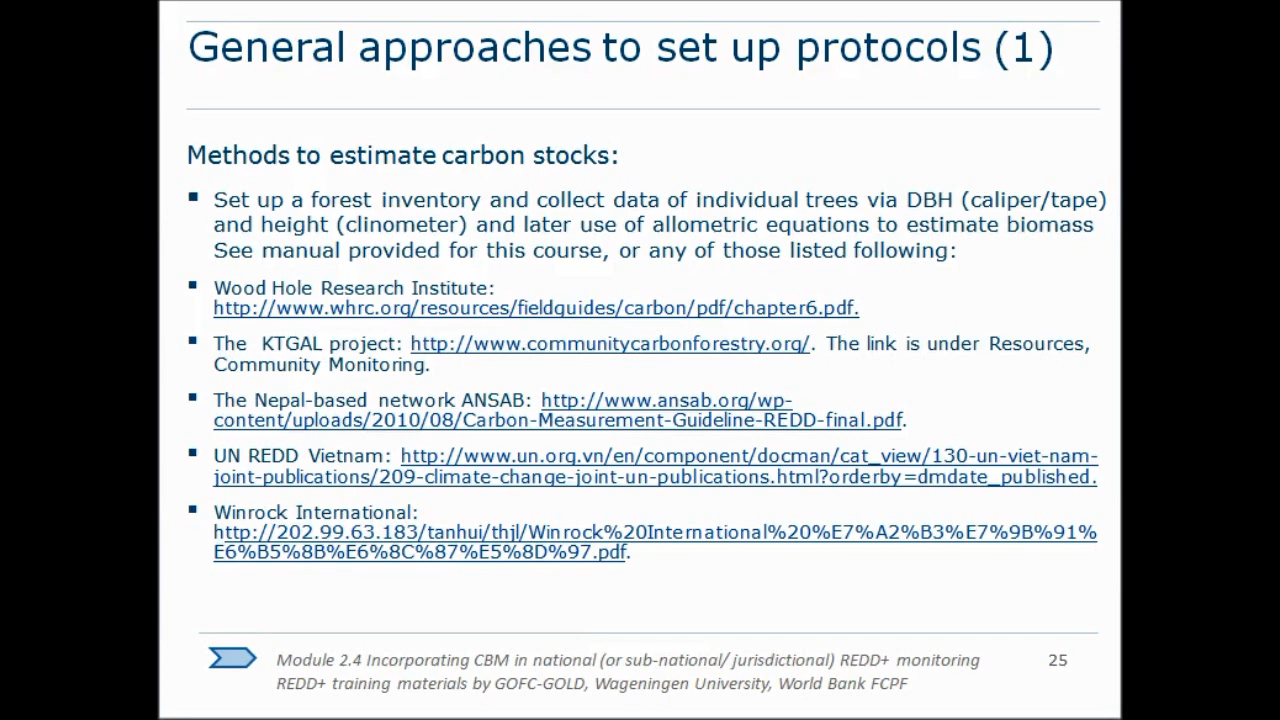 General approaches to set up protocols (1)
Methods to estimate carbon stocks:
▪ Set up a forest inventory and collect data of individual trees via DBH (caliper/tape)
and height (clinometer) and later use of allometric equations to estimate biomass
See manual provided for this course, or any of those listed following:
▪ Wood Hole Research Institute:
http://www.whrc.org/resources/fieldguides/carbon/pdf/chapter6.pdf.
▪ The KTGAL project: http://www.communitycarbonforestry.org/. The link is under Resources,
Community Monitoring.
▪ The Nepal-based network ANSAB: http://www.ansab.org/wp-
content/uploads/2010/08/Carbon-Measurement-Guideline-REDD-final.pdf.
▪ UN REDD Vietnam: http://www.un.org.vn/en/component/docman/cat_view/130-un-viet-nam-
joint-publications/209-climate-change-joint-un-publications.html?orderby=dmdate_published.
▪ Winrock International:
http://202.99.63.183/tanhui/thjl/Winrock%20International%20%E7%A2%B3%E7%9B%91%
E6%B5%8B%E6%8C%87%E5%8D%97.pdf.
Module 2.4 Incorporating CBM in national (or sub-national/ jurisdictional) REDD+ monitoring
REDD+ training materials by GOFC-GOLD, Wageningen University, World Bank FCPF
25